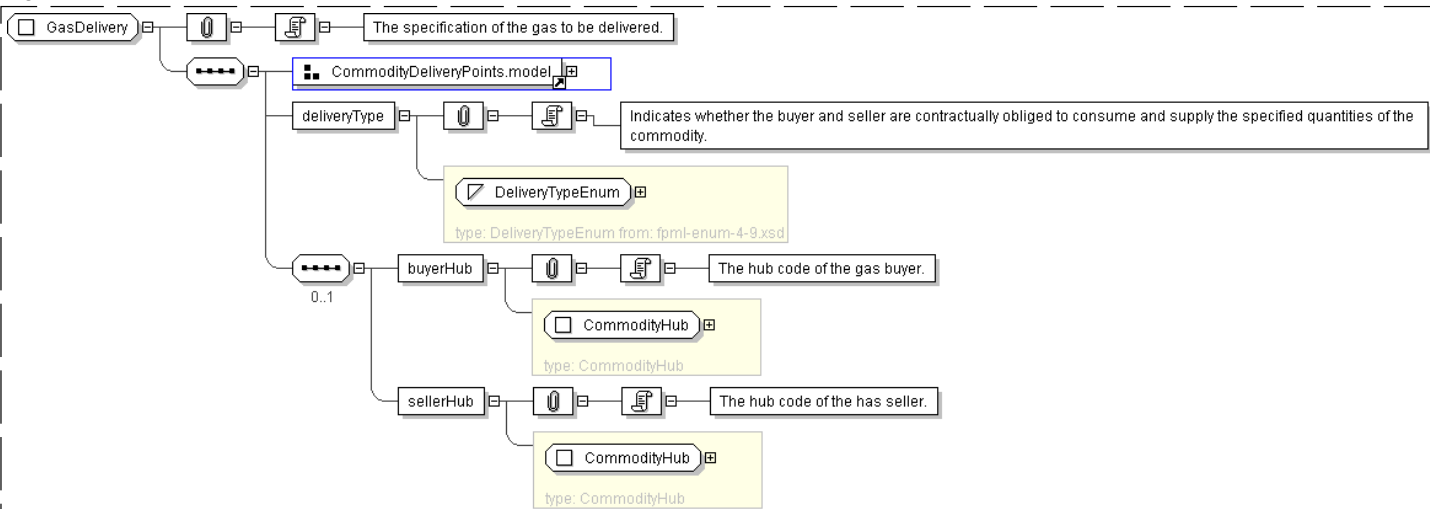 GasDelivery
The specification of the gas to be delivered.
CommodityDeliveryPoints.model
deliveryType
Indicates whether the buyer and seller are contractually obliged to consume and supply the specified quantities of the
commodity.
DeliveryTypeEnum
type: DeliveryTypeEnum from: fpml-enum-4-9.xsd
0..1
buyerHub
The hub code of the gas buyer.
CommodityHub
type: CommodityHub
sellerHub
The hub code of the has seller.
CommodityHub
type: CommodityHub